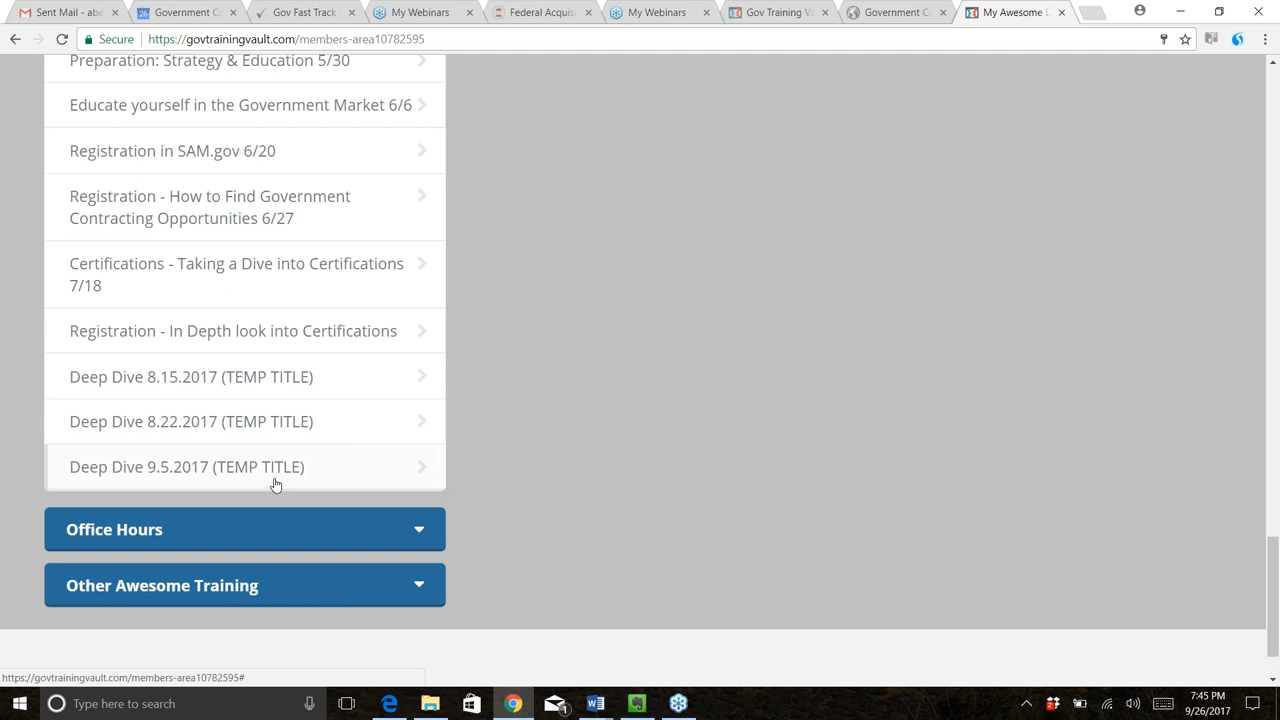 Sent Mail - abe
26
Government C
Gov Fast Track
My Webinars
Federal Acquis
My Webinars
Gov Training V
Government C
My Awesome
Secure
https://govtrainingvault.com/members-area10782595
Preparation: Strategy & Education 5/30
Educate yourself in the Government Market 6/6
Registration in SAM.gov 6/20
Registration - How to Find Government
Contracting Opportunities 6/27
Certifications - Taking a Dive into Certifications
7/18
Registration - In Depth look into Certifications
Deep Dive 8.15.2017 (TEMP TITLE)
Deep Dive 8.22.2017 (TEMP TITLE)
Deep Dive 9.5.2017 (TEMP TITLE)
Office Hours
Other Awesome Training
https://govtrainingvault.com/members-area10782595#
Type here to search
1
7:45 PM
9/26/2017